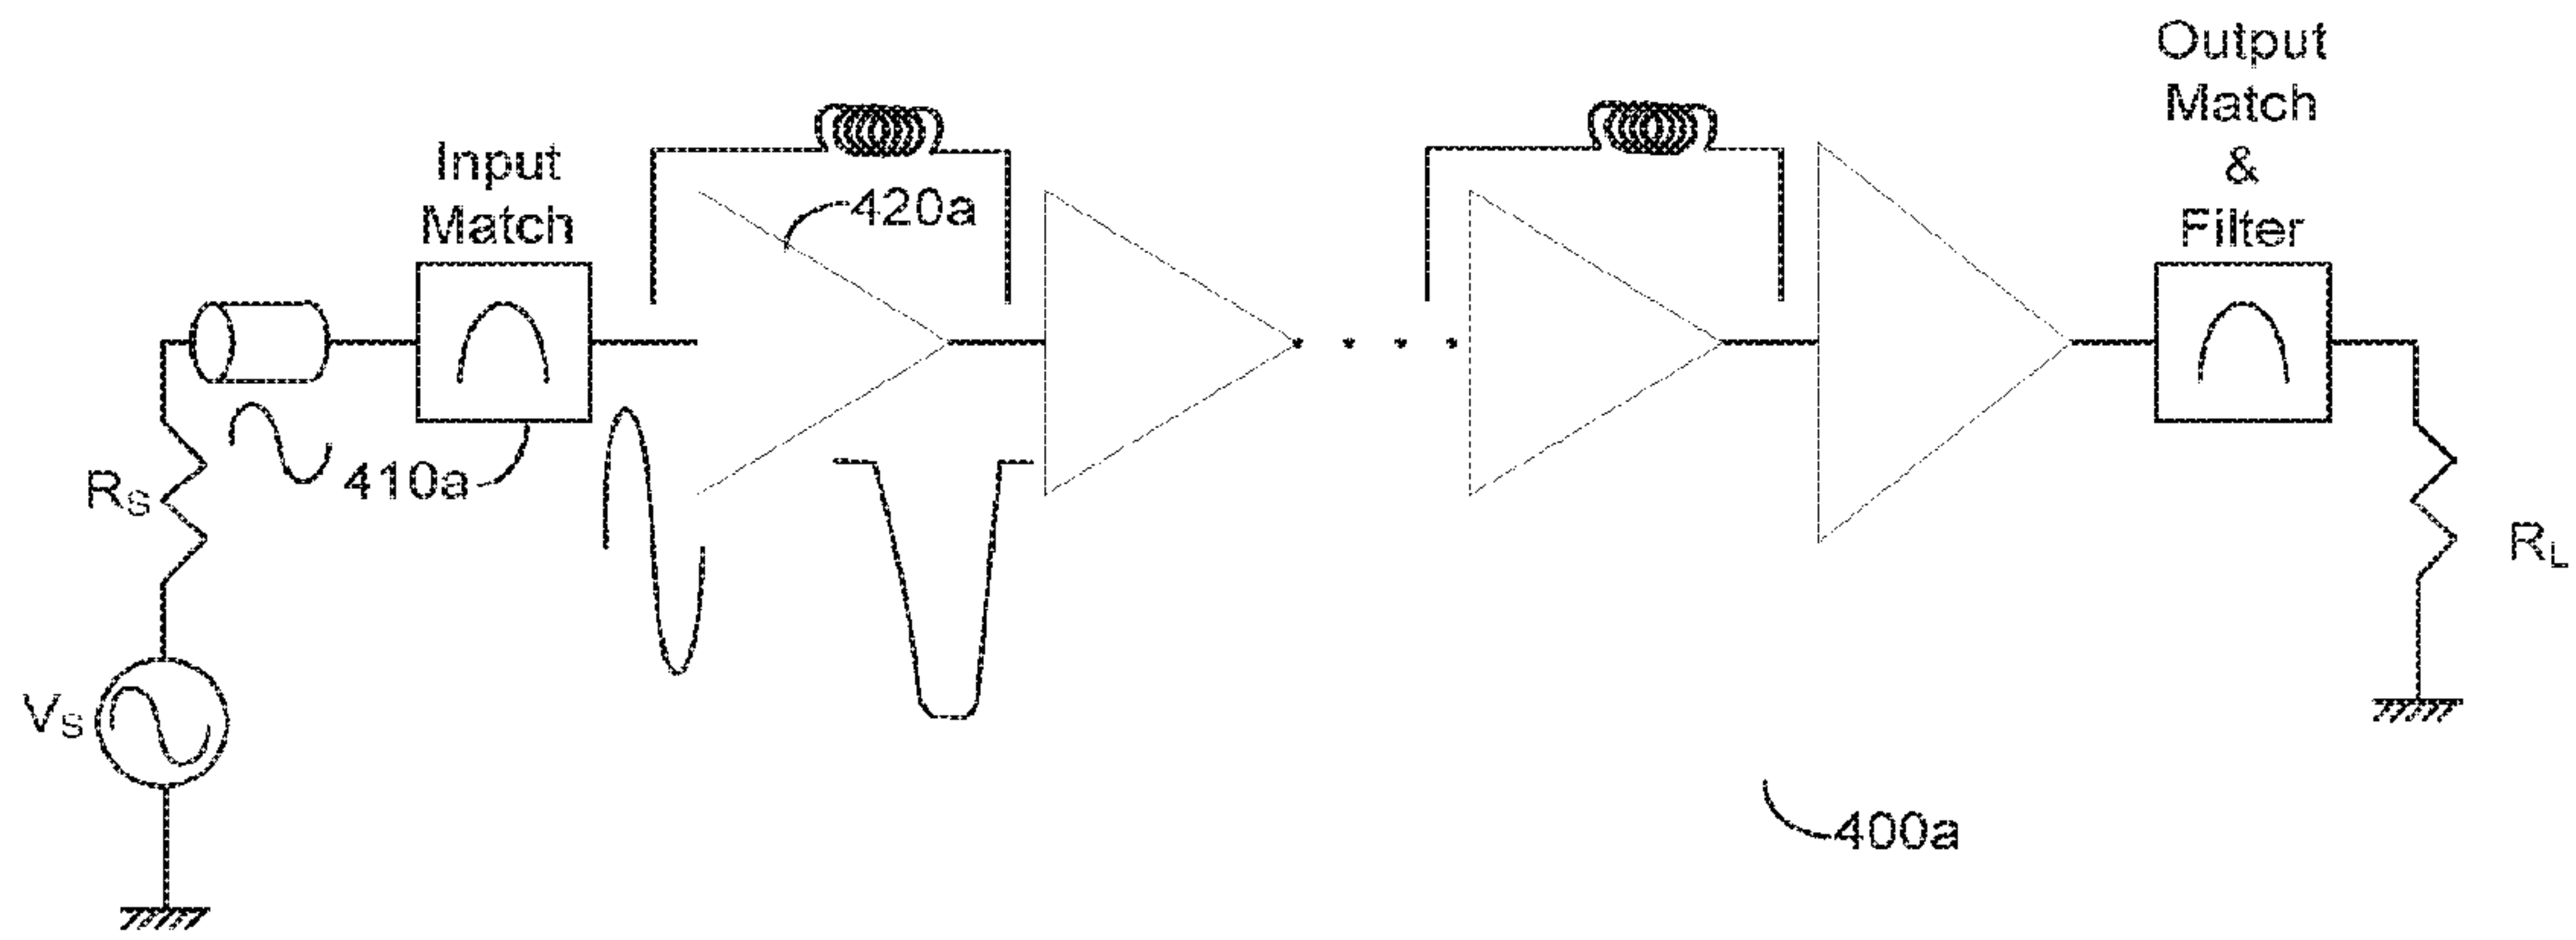 Output
Match
&
Filter
Input
Match
420a
410a
RS
RL
VS
400a